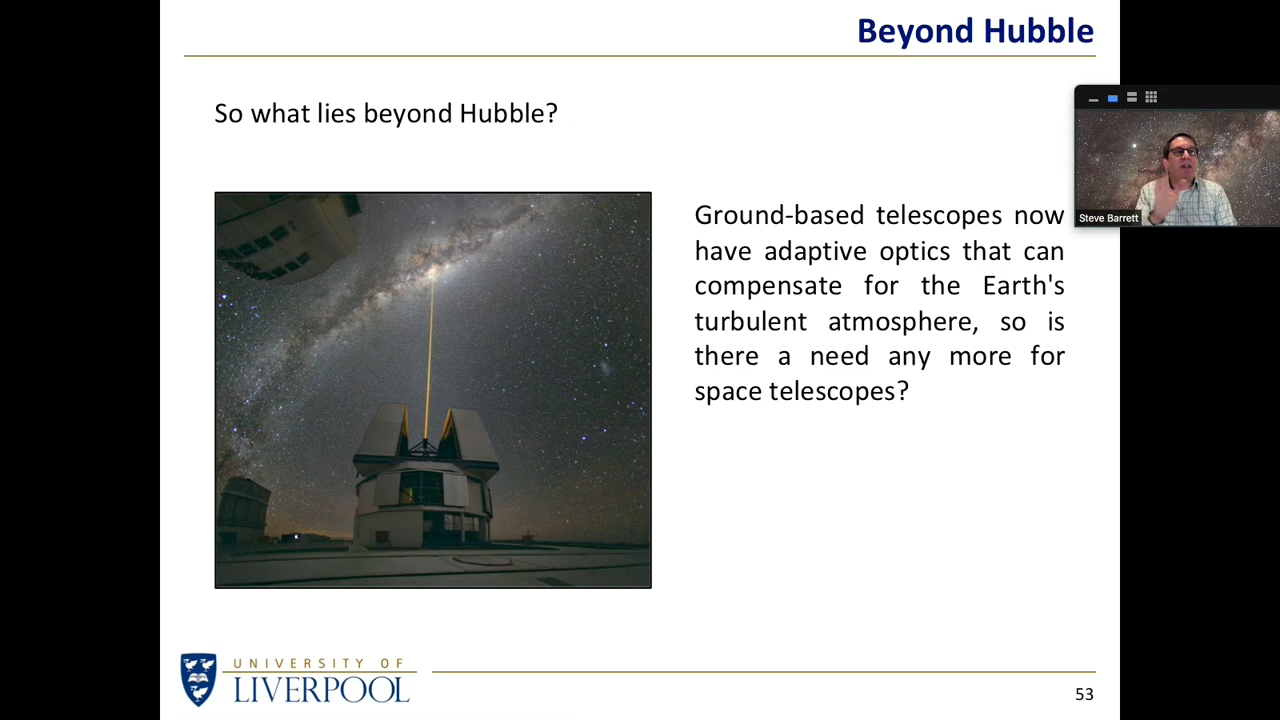 Beyond Hubble
So what lies beyond Hubble?
Ground-based telescopes now
have adaptive optics that can
compensate for the Earth's
turbulent atmosphere, so is
there a need any more for
space telescopes?
Steve Barrett
UNIVERSITY OF
LIVERPOOL
53